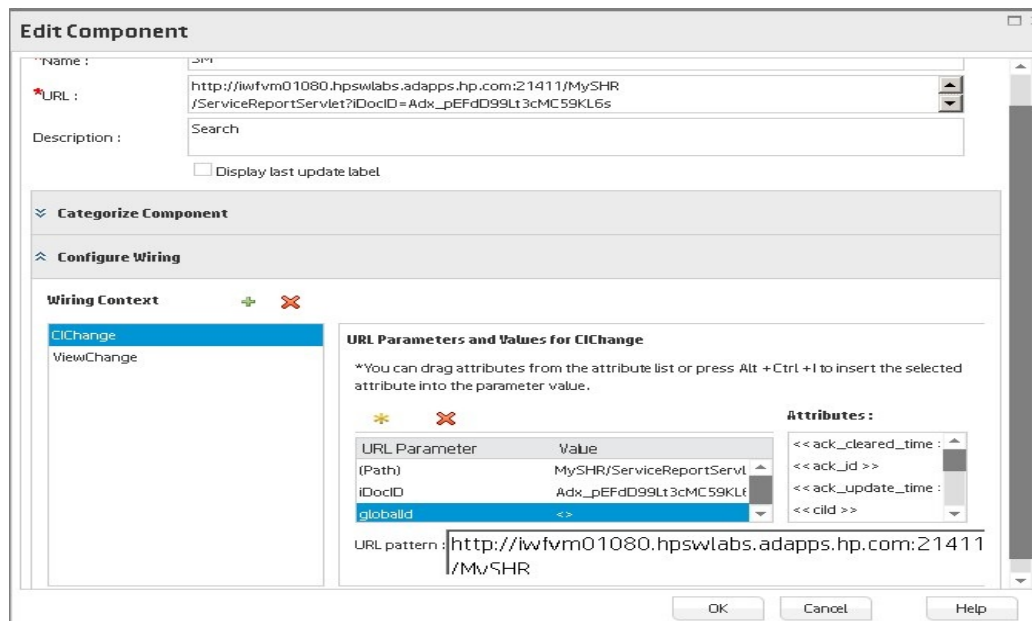 Edit Component
*Name :
SM
*URL :
http://iwfvm01080.hpswlabs.adapps.hp.com:21411/MySHR
/ServiceReportServlet?iDocID=Adx_pEFdD99Lt3cMC59KL6s
Description :
Search
Display last update label
Categorize Component
Configure Wiring
Wiring Context
CIChange
ViewChange
URL Parameters and Values for CIChange
*You can drag attributes from the attribute list or press Alt +Ctrl +I to insert the selected
attribute into the parameter value.
Attributes :
URL Parameter Value
(Path) MySHR/ServiceReportServl
iDocID Adx_pEFdD99Lt3cMC59KL6
globalId <>
<< ack_cleared_time :
<< ack_id >>
<< ack_update_time :
<< ciId >>
URL pattern : http://iwfvm01080.hpswlabs.adapps.hp.com:21411
/MySHR
OK Cancel Help